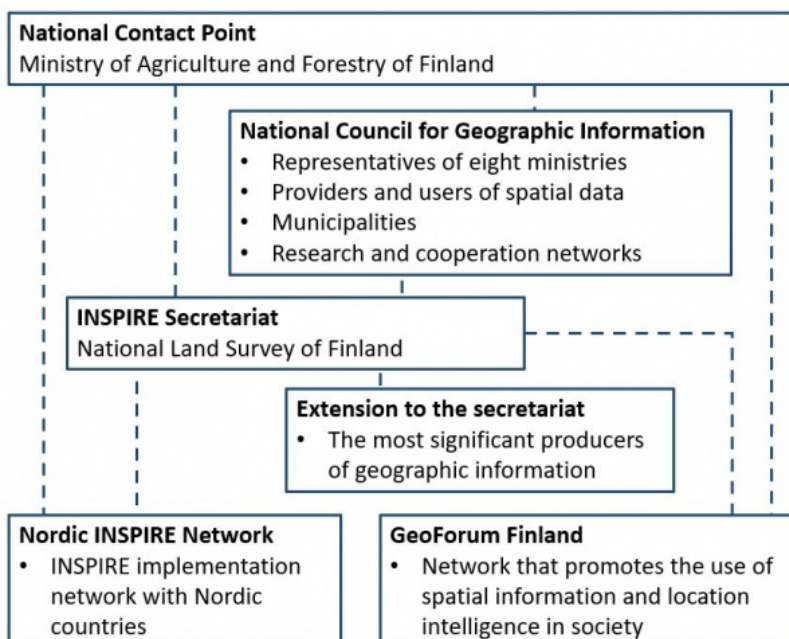 National Contact Point
Ministry of Agriculture and Forestry of Finland
National Council for Geographic Information
• Representatives of eight ministries
• Providers and users of spatial data
• Municipalities
• Research and cooperation networks
INSPIRE Secretariat
National Land Survey of Finland
Extension to the secretariat
• The most significant producers
of geographic information
Nordic INSPIRE Network
• INSPIRE implementation
network with Nordic
countries
GeoForum Finland
• Network that promotes the use of
spatial information and location
intelligence in society